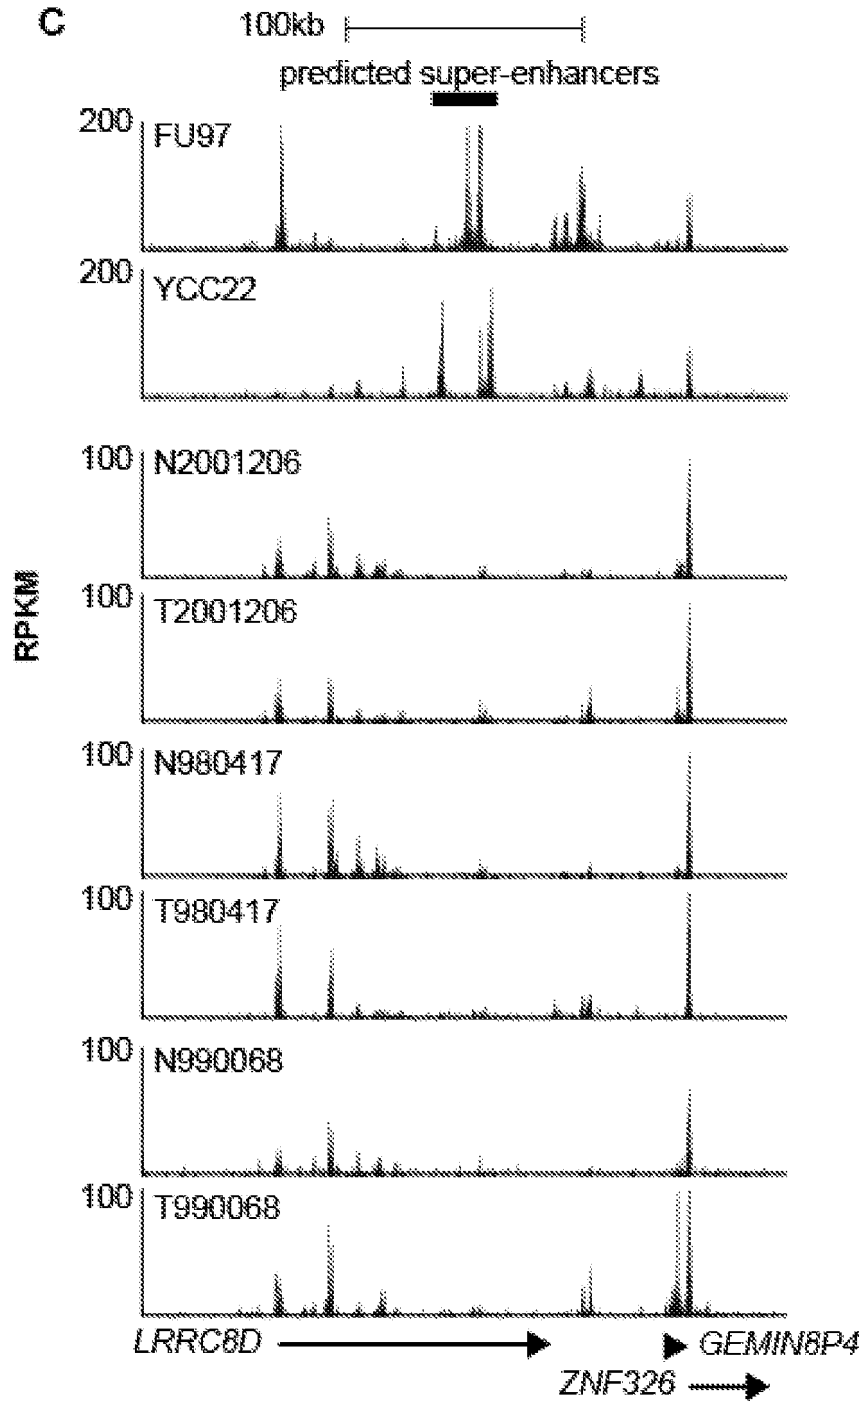 C
100kb
predicted super-enhancers
200
FU97
200
YCC22
100
N2001206
100
T2001206
RPKM
100
N980417
100
T980417
100
N990068
100
T990068
LRRC8D
GEMIN8P4
ZNF326